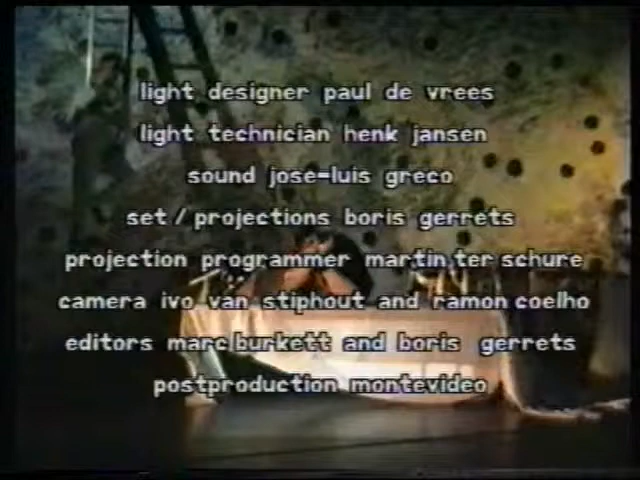 light designer paul de vrees
light technician henk jansen
sound jose-luis greco
set / projections boris gerrets
projection programmer martin ter schure
camera ivo van stiphout and ramon coelho
editors marc burkett and boris gerrets
postproduction montevideo